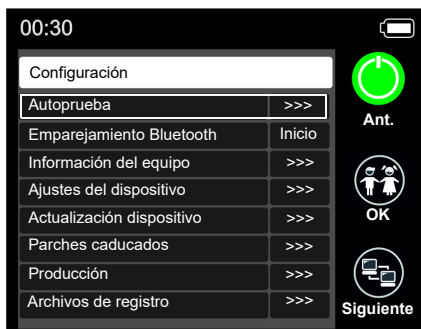 00:30
Configuración
Autoprueba >>>
Ant.
Emparejamiento Bluetooth Inicio
Información del equipo >>>
Ajustes del dispositivo >>>
Actualización dispositivo >>>
OK
Parches caducados >>>
Producción >>>
Archivos de registro >>>
Siguiente